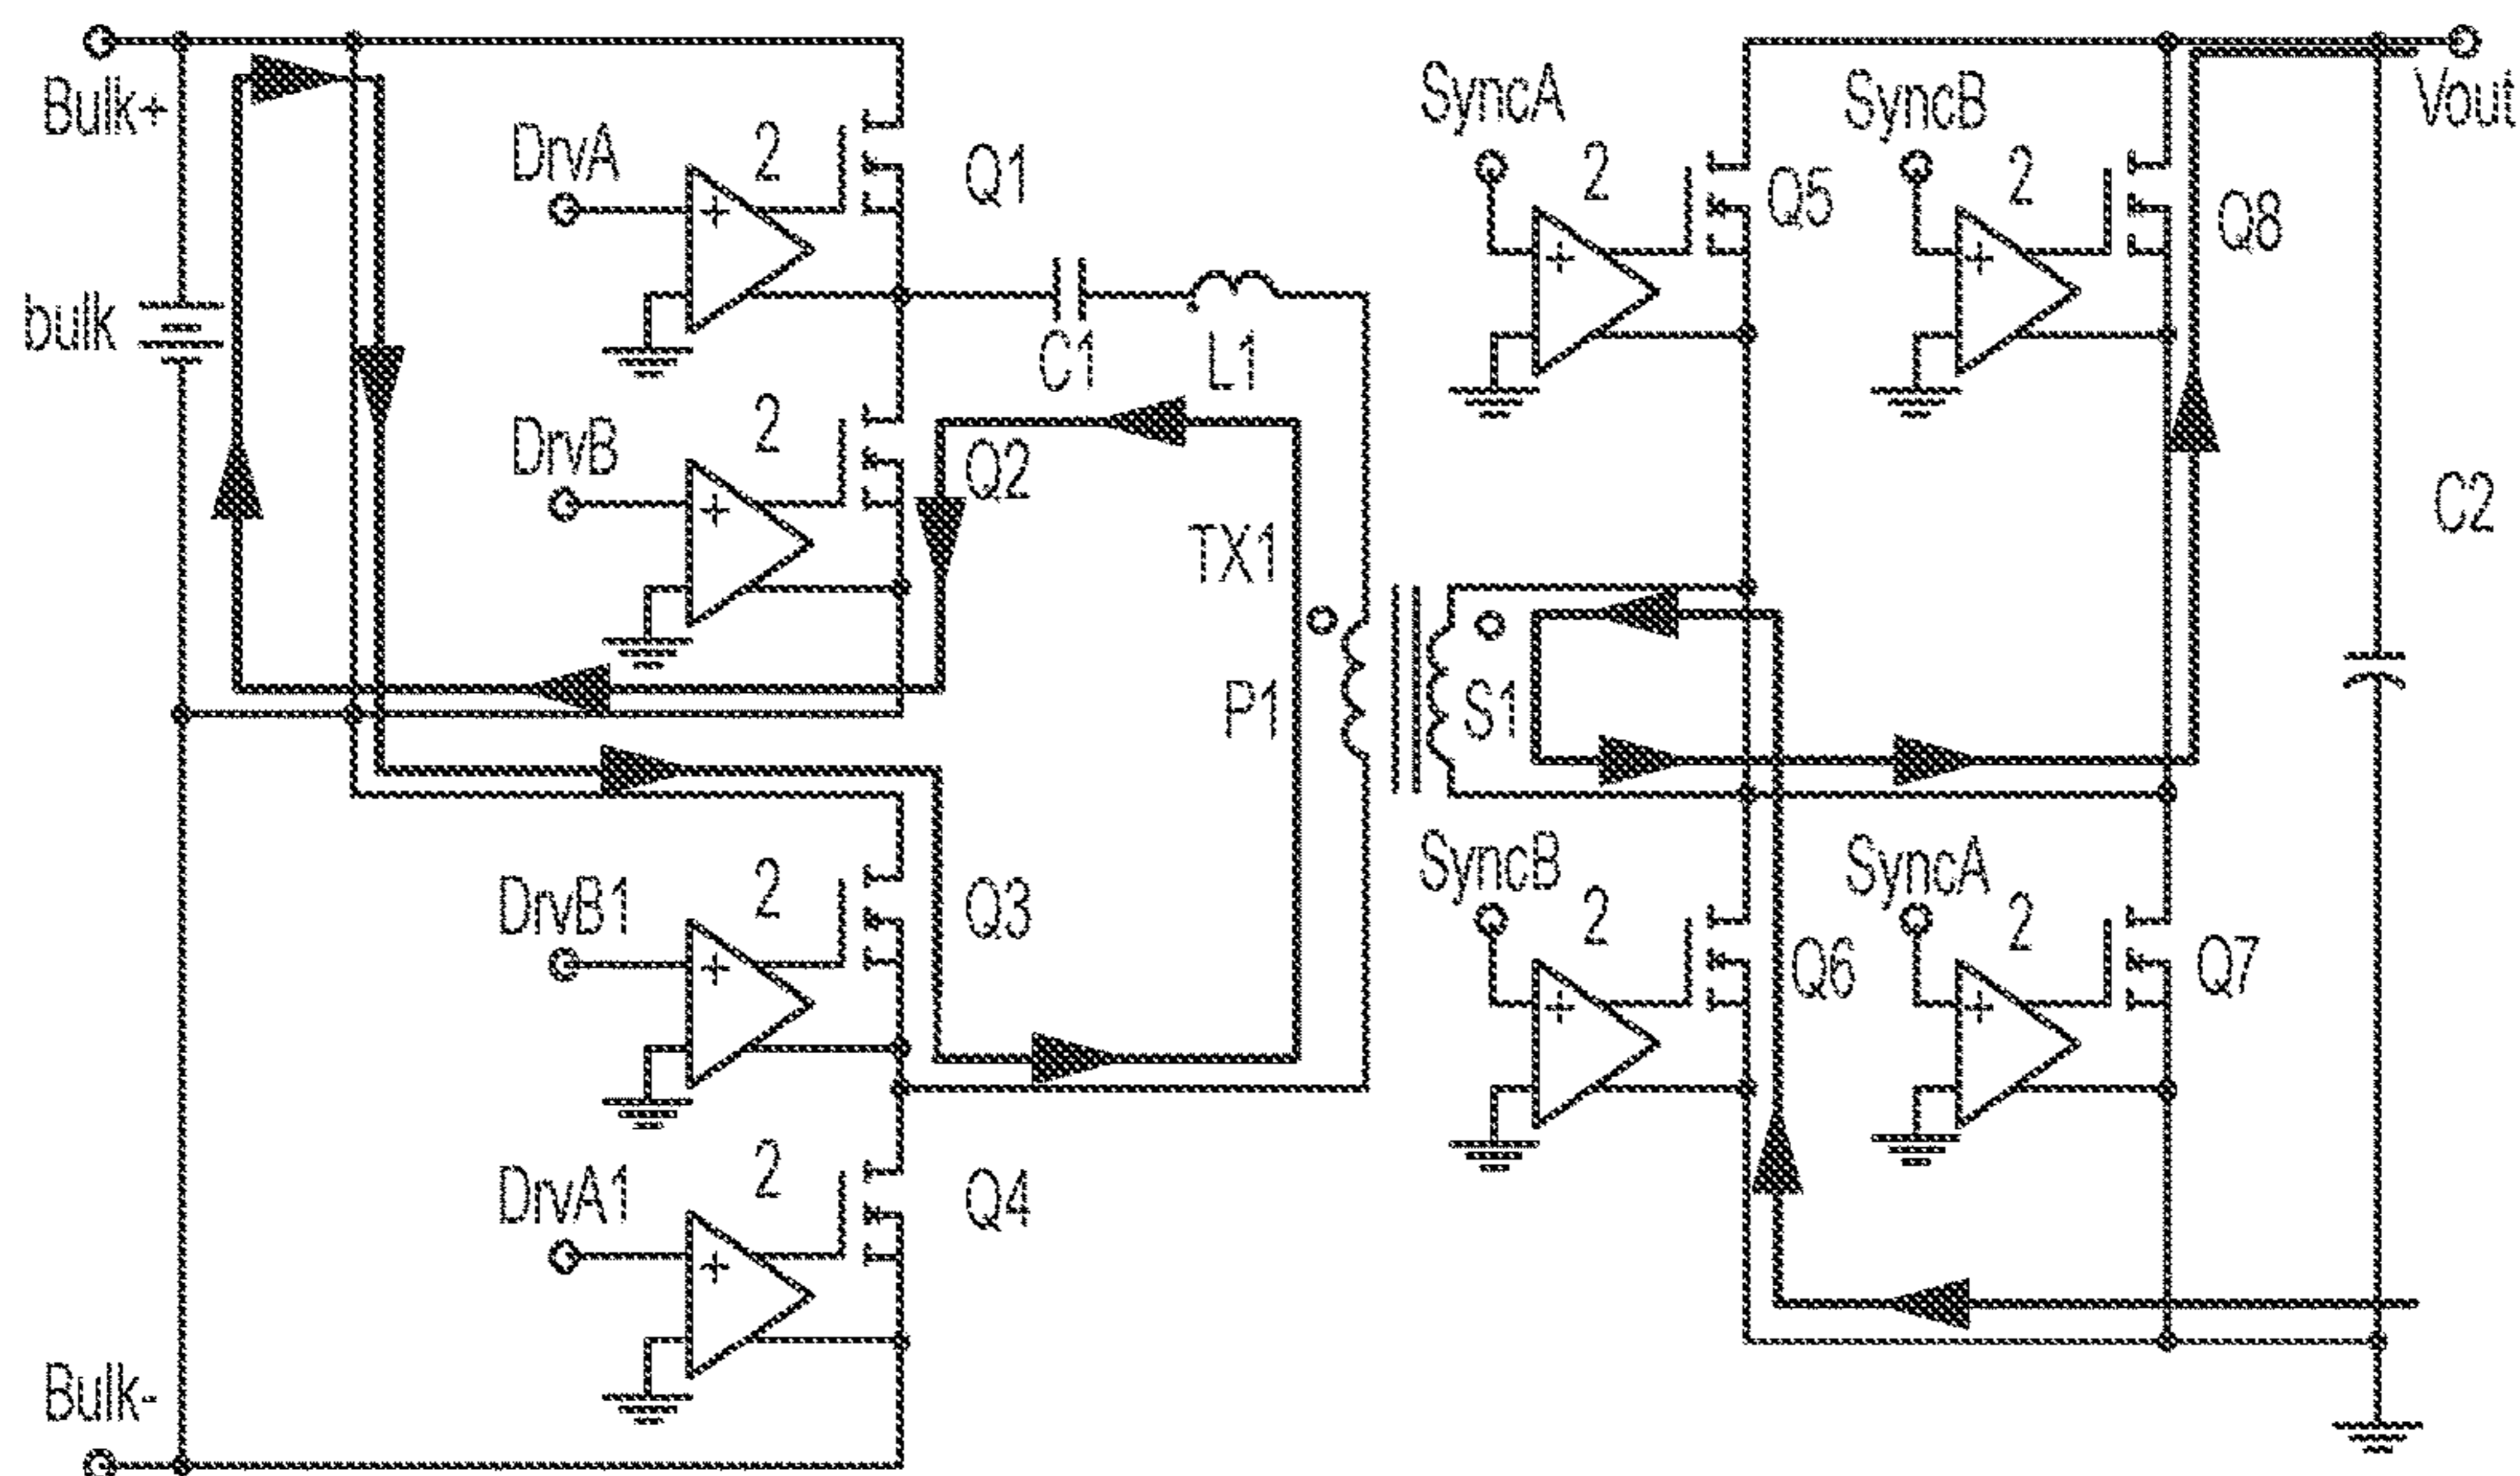 Bulk+
bulk
Bulk-
DrvA
2
Q1
C1
L1
DrvB
2
Q2
TX1
P1
S1
DrvB1
2
Q3
DrvA1
2
Q4
SyncA
2
Q5
SyncB
2
Q8
Vout
C2
SyncB
2
Q6
SyncA
2
Q7